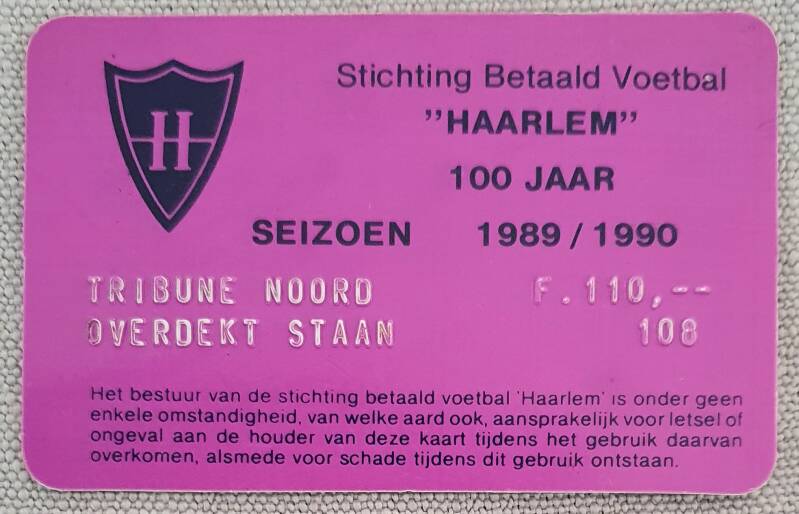 H
Stichting Betaald Voetbal
"HAARLEM"
100 JAAR
SEIZOEN 1989 / 1990
TRIBUNE NOORD F. 110,--
OVERDEKT STAAN 108
Het bestuur van de stichting betaald voetbal 'Haarlem' is onder geen
enkele omstandigheid, van welke aard ook, aansprakelijk voor letsel of
ongeval aan de houder van deze kaart tijdens het gebruik daarvan
overkomen, alsmede voor schade tijdens dit gebruik ontstaan.